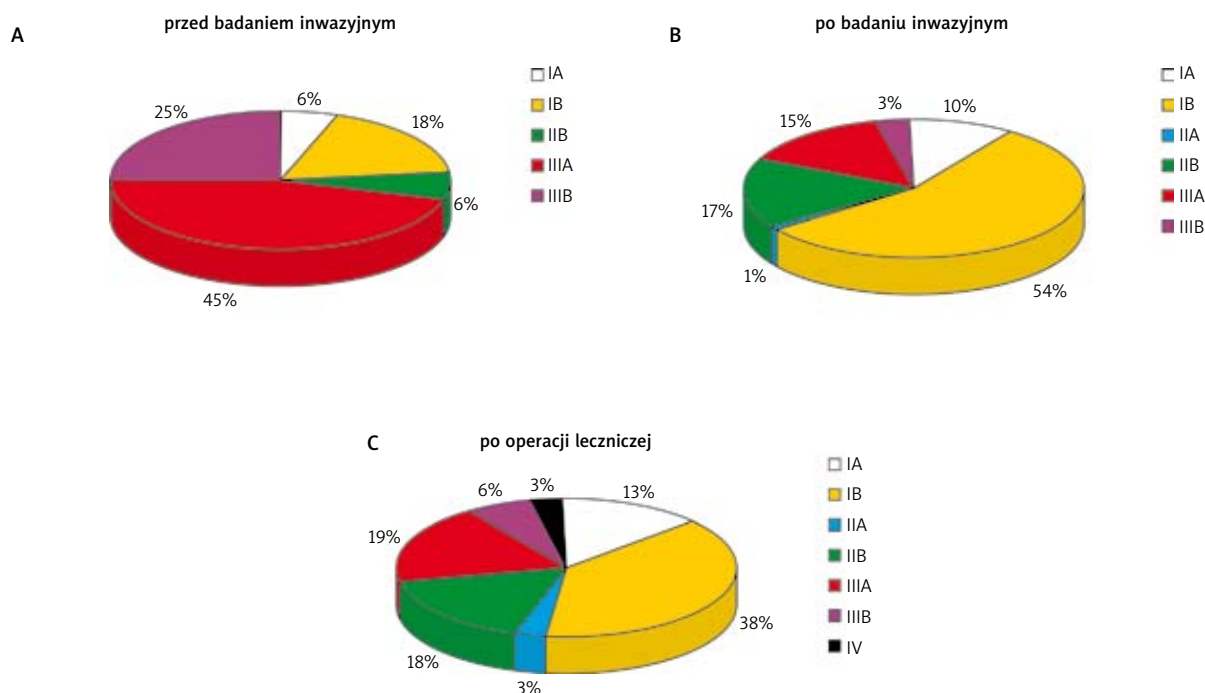 A
przed badaniem inwazyjnym
25%
6%
18%
6%
45%
IA
IB
IIB
IIIA
IIIB
B
po badaniu inwazyjnym
15%
3%
10%
17%
1%
54%
IA
IB
IIA
IIB
IIIA
IIIB
C
po operacji leczniczej
6%
3%
13%
19%
38%
18%
3%
IA
IB
IIA
IIB
IIIA
IIIB
IV